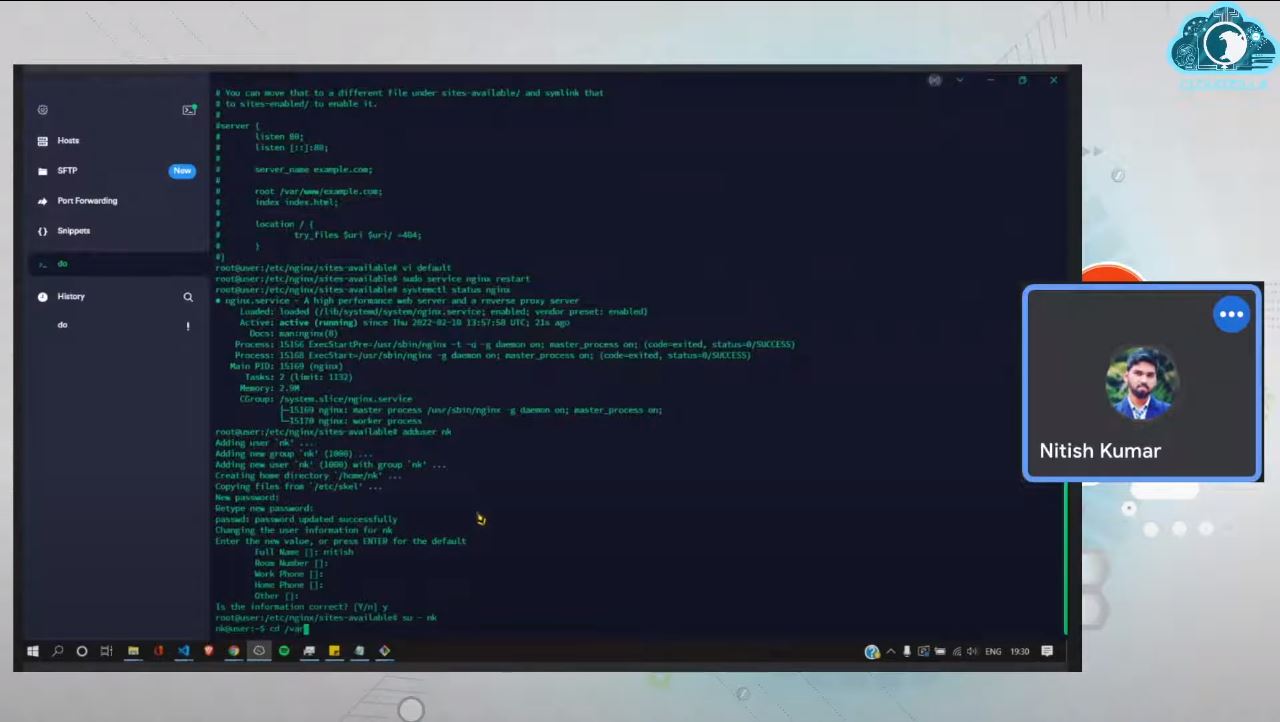 CLOUDZILLA
Hosts
SFTP
New
Port Forwarding
Snippets
do
History
do
# You can move that to a different file under sites-available/ and symlink that
# to sites-enabled/ to enable it.
#
#server {
#       listen 80;
#       listen [::]:80;
#
#       server_name example.com;
#
#       root /var/www/example.com;
#       index index.html;
#
#       location / {
#               try_files $uri $uri/ =404;
#       }
#}
root@user:/etc/nginx/sites-available# vi default
root@user:/etc/nginx/sites-available# sudo service nginx restart
root@user:/etc/nginx/sites-available# systemctl status nginx
● nginx.service - A high performance web server and a reverse proxy server
Loaded: loaded (/lib/systemd/system/nginx.service; enabled; vendor preset: enabled)
Active: active (running) since Thu 2022-02-10 13:57:58 UTC; 21s ago
Docs: man:nginx(8)
Process: 15156 ExecStartPre=/usr/sbin/nginx -t -q -g daemon on; master_process on; (code=exited, status=0/SUCCESS)
Process: 15168 ExecStart=/usr/sbin/nginx -g daemon on; master_process on; (code=exited, status=0/SUCCESS)
Main PID: 15169 (nginx)
Tasks: 2 (limit: 1132)
Memory: 2.9M
CGroup: /system.slice/nginx.service
├─15169 nginx: master process /usr/sbin/nginx -g daemon on; master_process on;
└─15170 nginx: worker process
root@user:/etc/nginx/sites-available# adduser nk
Adding user `nk' ...
Adding new group `nk' (1000) ...
Adding new user `nk' (1000) with group `nk' ...
Creating home directory `/home/nk' ...
Copying files from `/etc/skel' ...
New password:
Retype new password:
passwd: password updated successfully
Changing the user information for nk
Enter the new value, or press ENTER for the default
Full Name []: nitish
Room Number []:
Work Phone []:
Home Phone []:
Other []:
Is the information correct? [Y/n] y
root@user:/etc/nginx/sites-available# su - nk
nk@user:~$ cd /var
Nitish Kumar
ENG
19:30